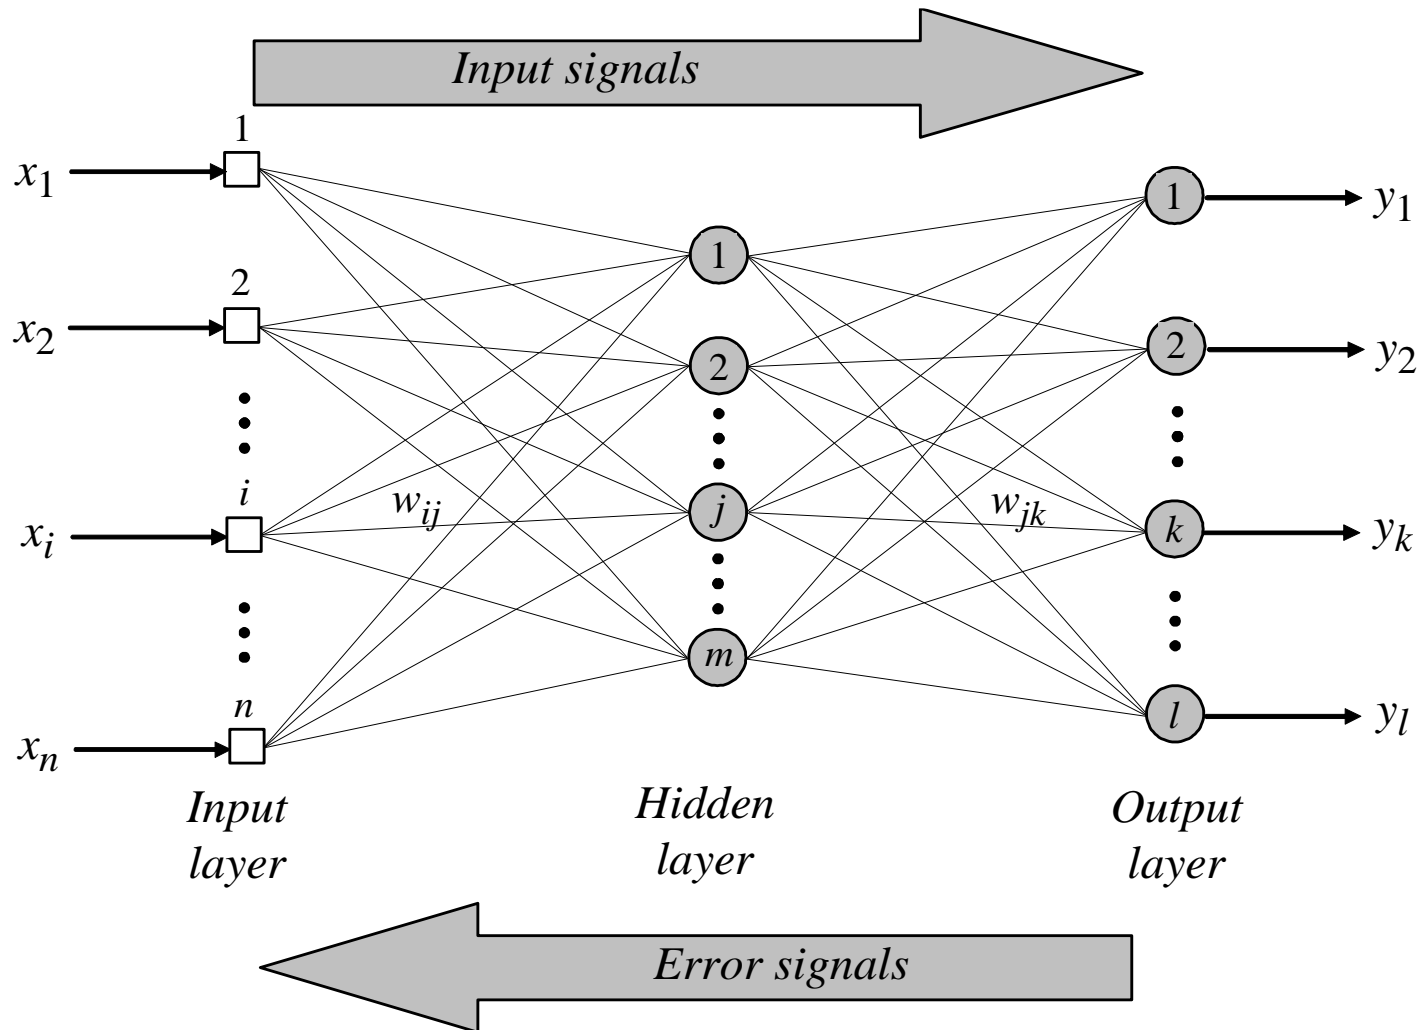 Input signals
1
x1
1
y1
1
2
x2
2
2
y2
i
wij
j
wjk
xi
k
yk
m
n
l
yl
xn
Input
layer
Hidden
layer
Output
layer
Error signals